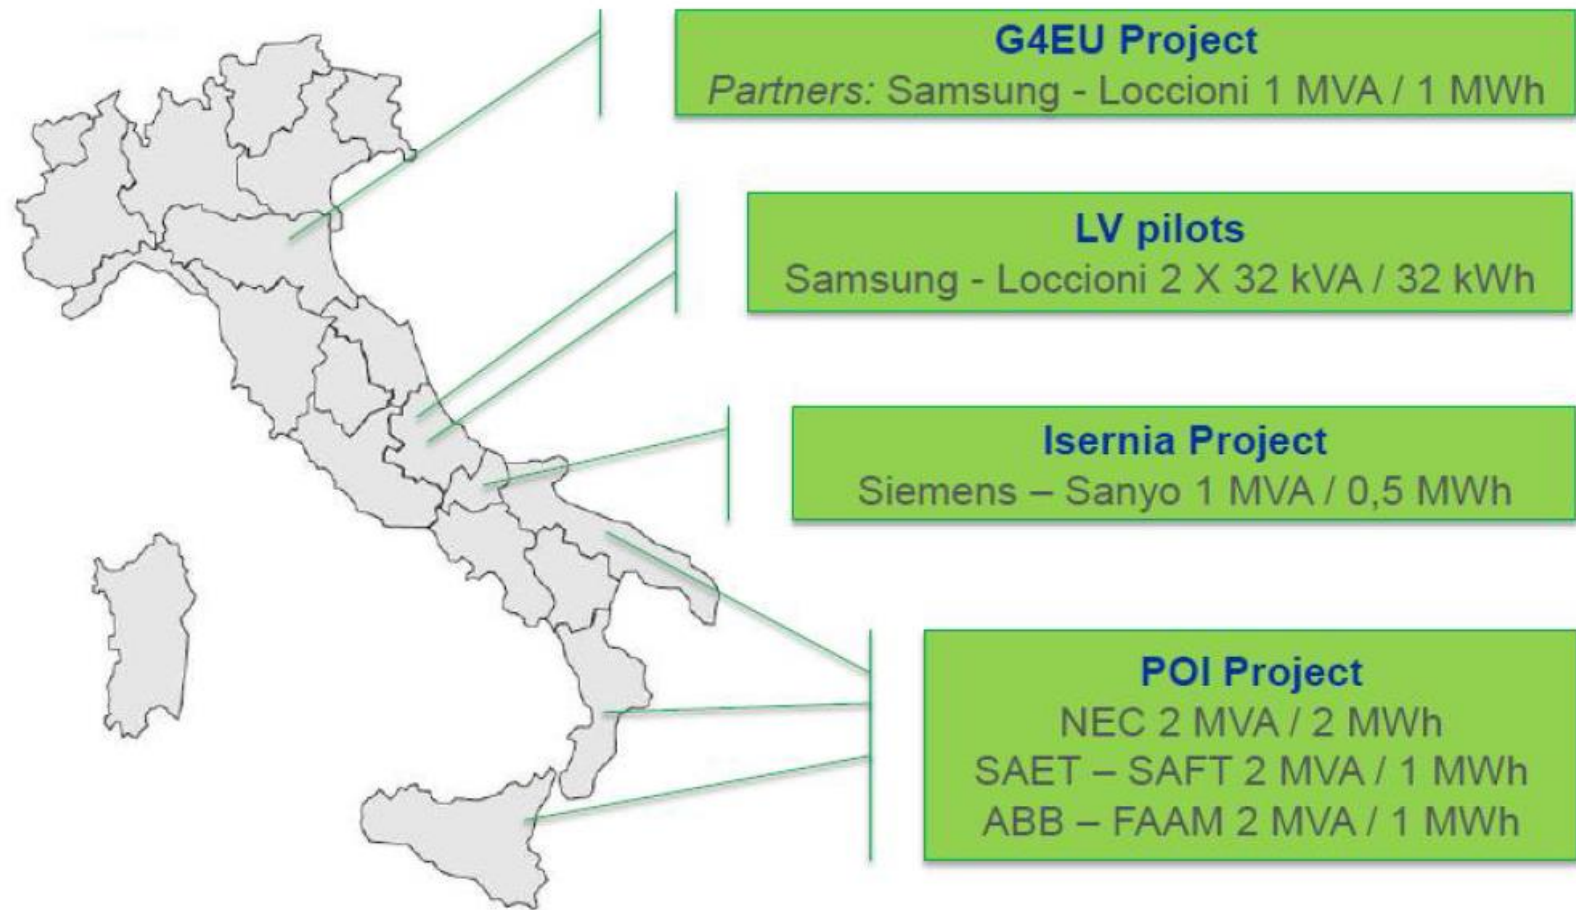 G4EU Project
Partners: Samsung - Loccioni 1 MVA / 1 MWh
LV pilots
Samsung - Loccioni 2 X 32 kVA / 32 kWh
Isernia Project
Siemens – Sanyo 1 MVA / 0,5 MWh
POI Project
NEC 2 MVA / 2 MWh
SAET – SAFT 2 MVA / 1 MWh
ABB – FAAM 2 MVA / 1 MWh